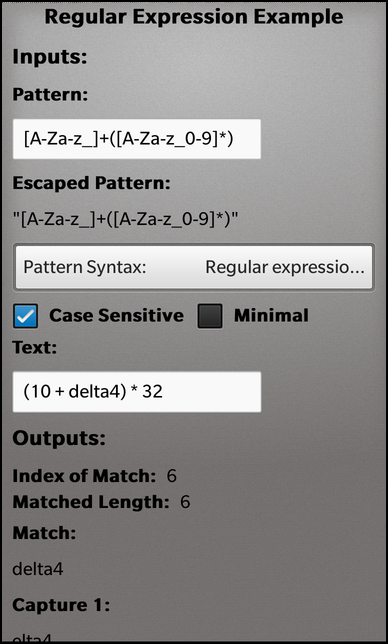 Regular Expression Example
Inputs:
Pattern:
[A-Za-z_]+([A-Za-z_0-9]*)
Escaped Pattern:
"[A-Za-z_]+([A-Za-z_0-9]*)"
Pattern Syntax: Regular expressio...
Case Sensitive Minimal
Text:
(10 + delta4) * 32
Outputs:
Index of Match: 6
Matched Length: 6
Match:
delta4
Capture 1:
elta4